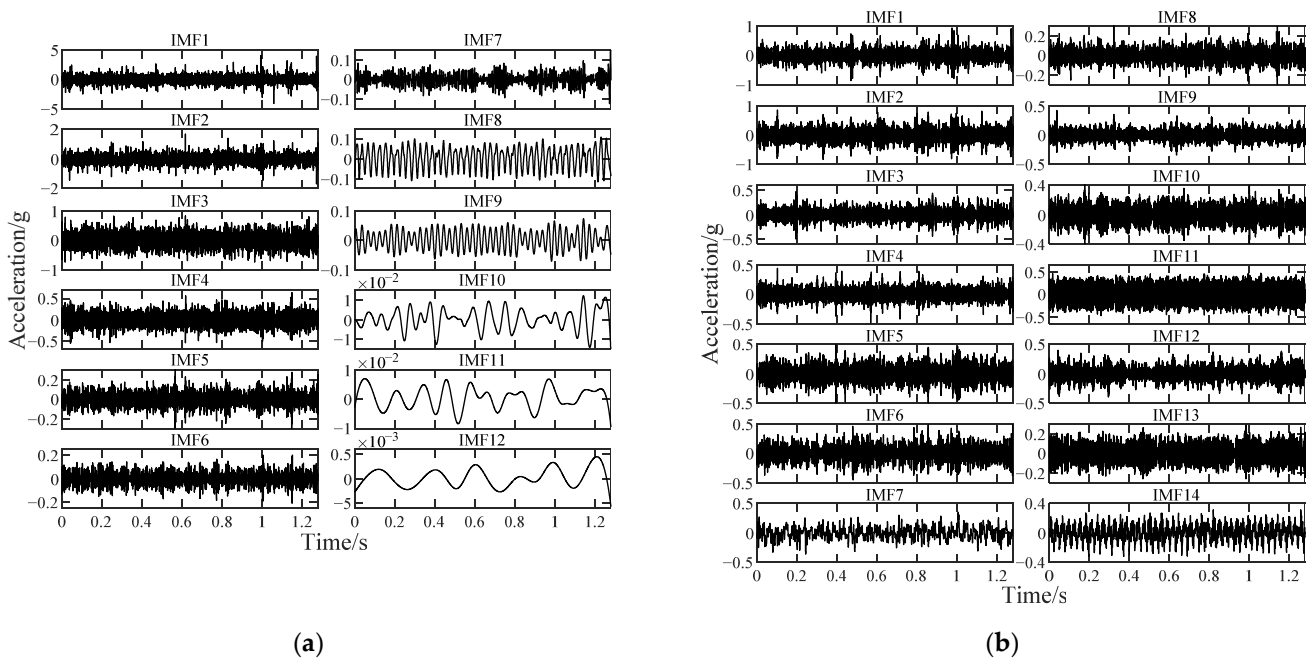 IMF1
5
0
−5
IMF2
2
0
−2
IMF3
1
0
−1
IMF4
0.5
0
−0.5
IMF5
0.2
0
−0.2
IMF6
0.2
0
−0.2
0 0.2 0.4 0.6 0.8 1 1.2
IMF7
0.1
0
−0.1
IMF8
0.1
0
−0.1
IMF9
0.1
0
−0.1
×10⁻² IMF10
1
0
−1
×10⁻² IMF11
1
0
−1
×10⁻³ IMF12
0.5
0
−5
0 0.2 0.4 0.6 0.8 1 1.2
Acceleration/g
Time/s
(a)
IMF1
1
0
−1
IMF2
1
0
−1
IMF3
0.5
0
−0.5
IMF4
0.5
0
−0.5
IMF5
0.5
0
−0.5
IMF6
0.5
0
−0.5
IMF7
0.5
0
−0.5
0 0.2 0.4 0.6 0.8 1 1.2
IMF8
0.2
0
−0.2
IMF9
0.5
0
−0.5
IMF10
0.4
0
−0.4
IMF11
0.5
0
−0.5
IMF12
0.5
0
−0.5
IMF13
0.2
0
−0.2
IMF14
0.4
0
−0.4
0 0.2 0.4 0.6 0.8 1 1.2
Acceleration/g
Time/s
(b)